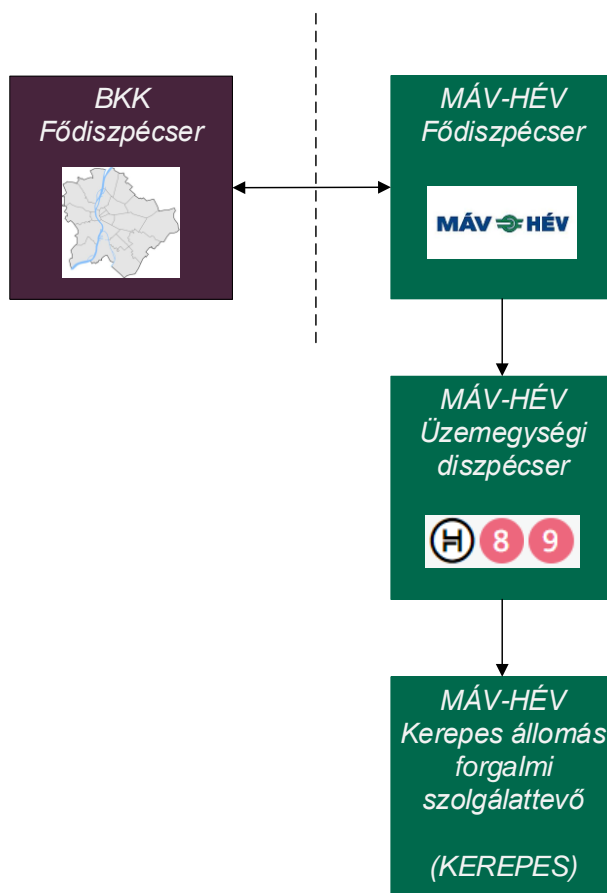 BKK
Fődiszpécser
MÁV-HÉV
Fődiszpécser
MÁV HÉV
MÁV-HÉV
Üzemegységi
diszpécser
H 8 9
MÁV-HÉV
Kerepes állomás
forgalmi
szolgálattevő
(KEREPES)